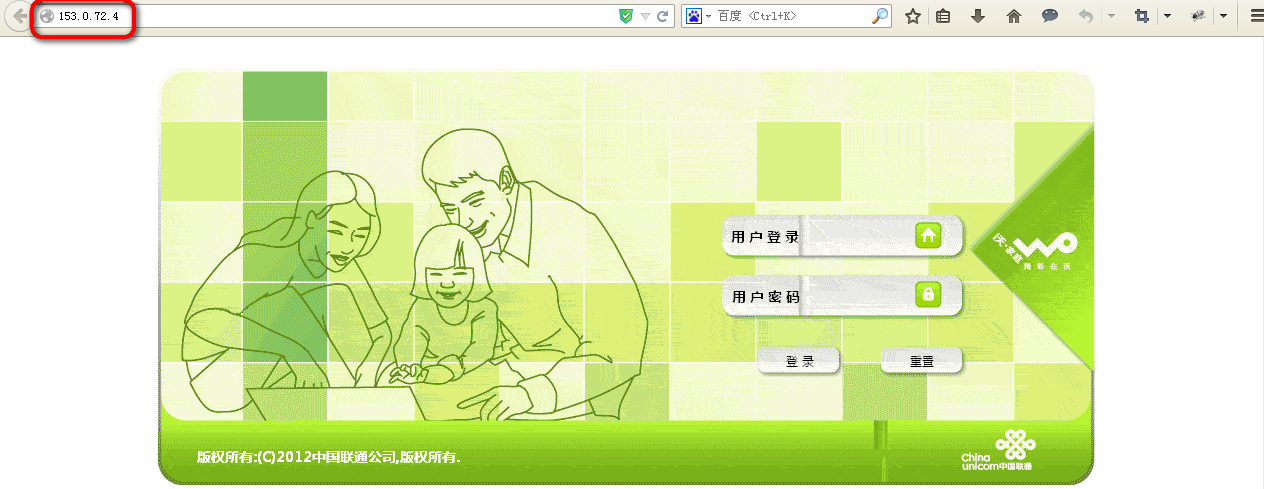 153.0.72.4
百度 <Ctrl+K>
用户登录
沃·家庭
WO
精彩在沃
用户密码
登录
重置
版权所有:(C)2012中国联通公司,版权所有.
China
unicom中国联通